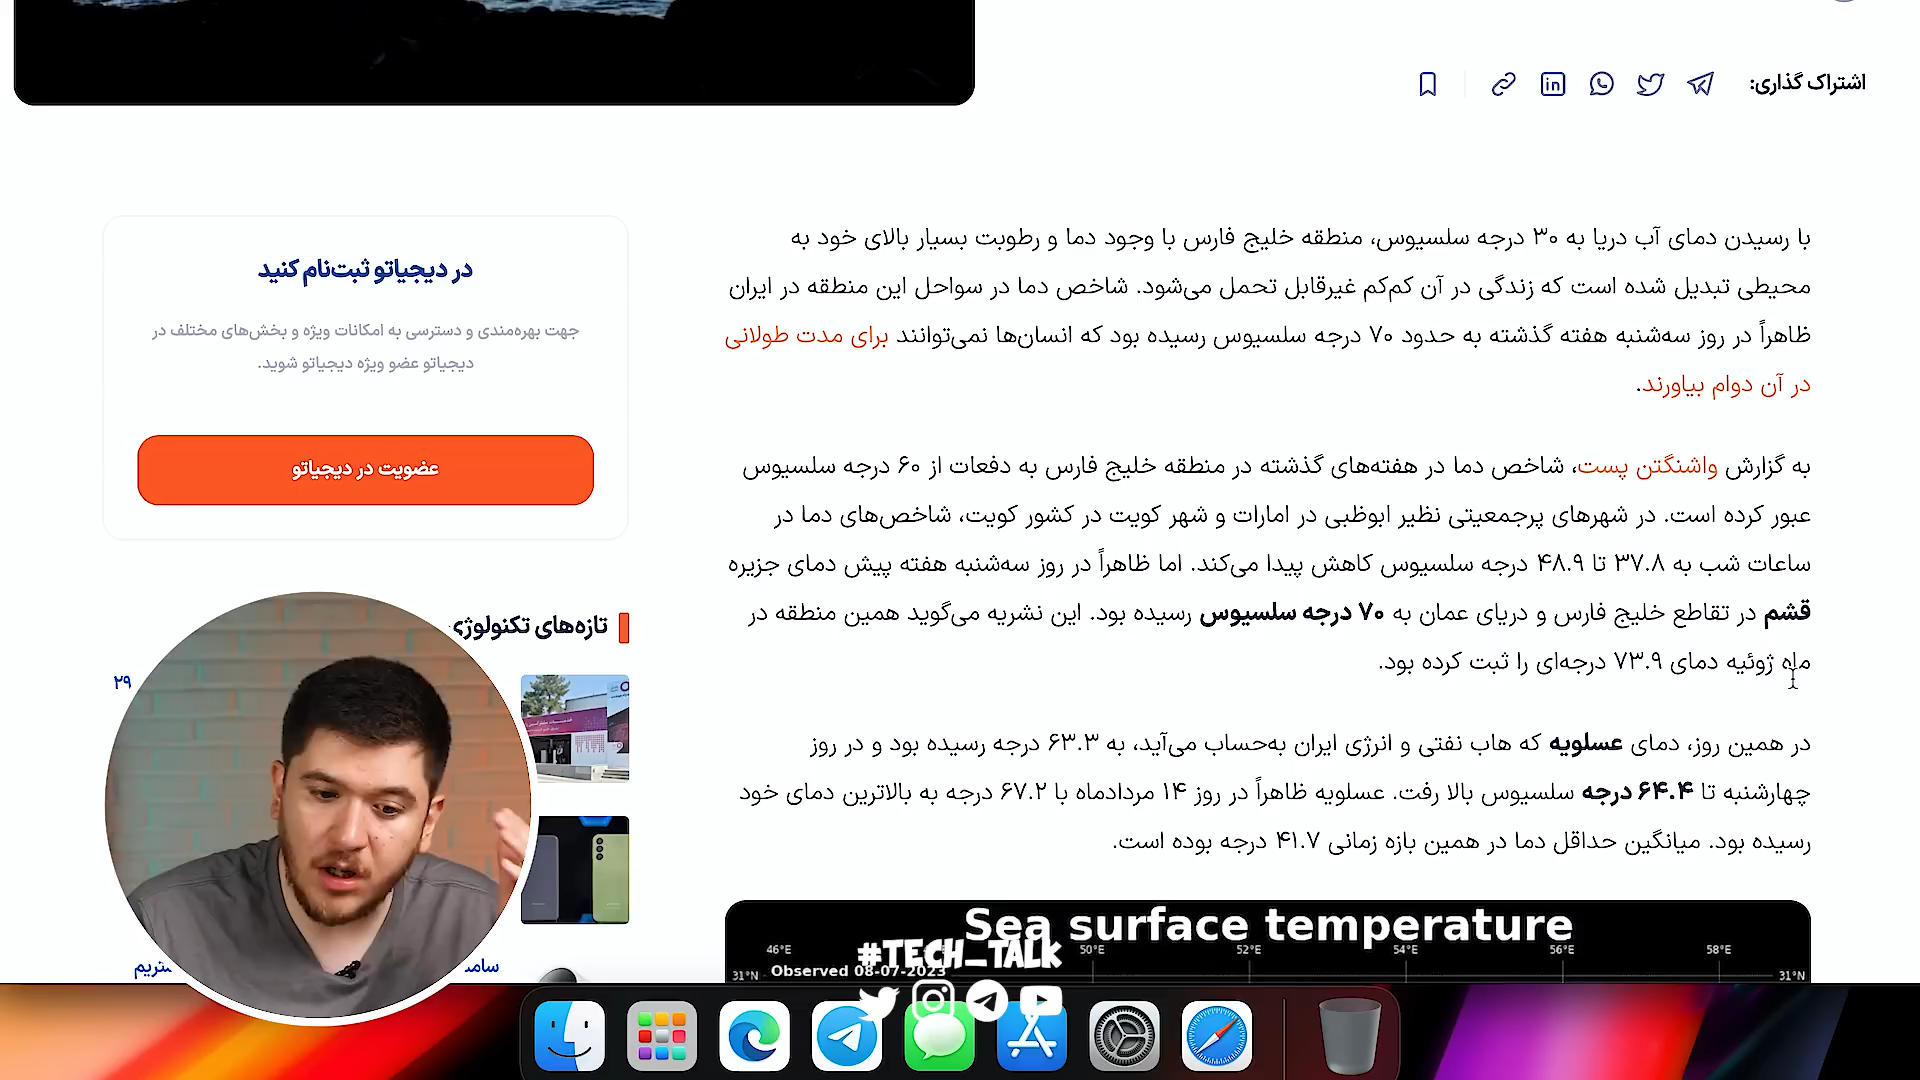 اشتراک گذاری:
با رسیدن دمای آب دریا به ۳۰ درجه سلسیوس، منطقه خلیج فارس با وجود دما و رطوبت بسیار بالای خود به
محیطی تبدیل شده است که زندگی در آن کم‌کم غیرقابل تحمل می‌شود. شاخص دما در سواحل این منطقه در ایران
ظاهراً در روز سه‌شنبه هفته گذشته به حدود ۷۰ درجه سلسیوس رسیده بود که انسان‌ها نمی‌توانند برای مدت طولانی
در آن دوام بیاورند.
به گزارش واشنگتن پست، شاخص دما در هفته‌های گذشته در منطقه خلیج فارس به دفعات از ۶۰ درجه سلسیوس
عبور کرده است. در شهرهای پرجمعیتی نظیر ابوظبی در امارات و شهر کویت در کشور کویت، شاخص‌های دما در
ساعات شب به ۳۷.۸ تا ۴۸.۹ درجه سلسیوس کاهش پیدا می‌کند. اما ظاهراً در روز سه‌شنبه هفته پیش دمای جزیره
قشم در تقاطع خلیج فارس و دریای عمان به ۷۰ درجه سلسیوس رسیده بود. این نشریه می‌گوید همین منطقه در
ماه ژوئیه دمای ۷۳.۹ درجه‌ای را ثبت کرده بود.
در همین روز، دمای عسلویه که هاب نفتی و انرژی ایران به‌حساب می‌آید، به ۶۳.۳ درجه رسیده بود و در روز
چهارشنبه تا ۶۴.۴ درجه سلسیوس بالا رفت. عسلویه ظاهراً در روز ۱۴ مردادماه با ۶۷.۲ درجه به بالاترین دمای خود
رسیده بود. میانگین حداقل دما در همین بازه زمانی ۴۱.۷ درجه بوده است.
در دیجیاتو ثبت‌نام کنید
جهت بهره‌مندی و دسترسی به امکانات ویژه و بخش‌های مختلف در
دیجیاتو عضو ویژه دیجیاتو شوید.
عضویت در دیجیاتو
تازه‌های تکنولوژی
۲۹
Sea surface temperature
46°E 50°E 52°E 54°E 56°E 58°E
31°N Observed 08-07-2023 31°N
#TECH_TALK